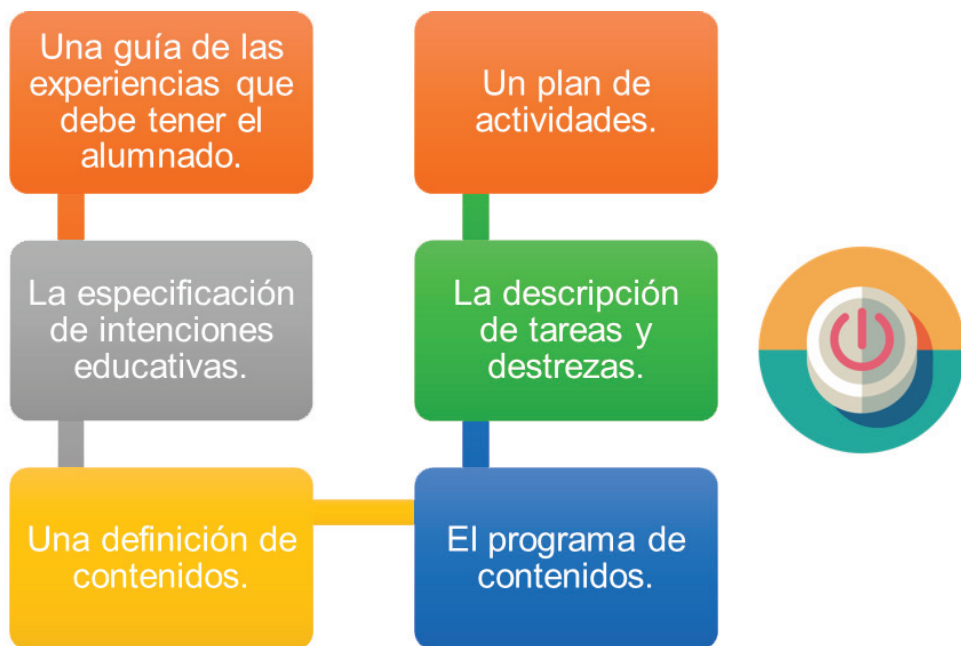 Una guía de las
experiencias que
debe tener el
alumnado.
La especificación
de intenciones
educativas.
Una definición de
contenidos.
El programa de
contenidos.
La descripción
de tareas y
destrezas.
Un plan de
actividades.